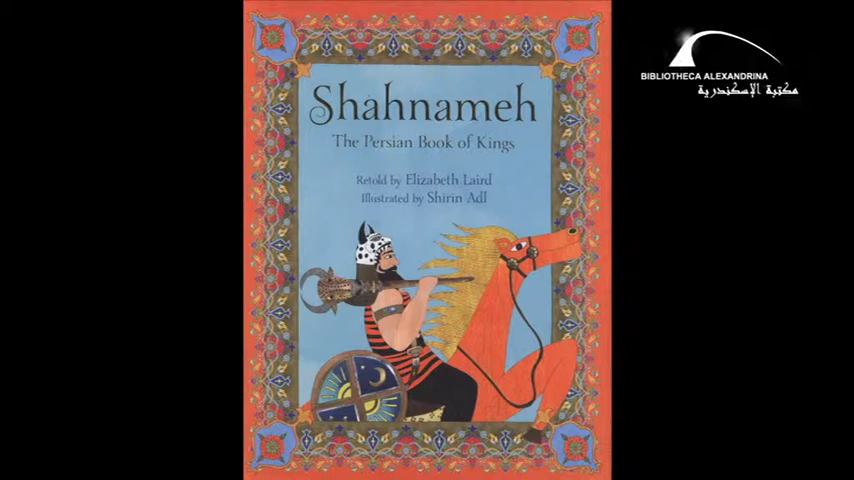 Shahnameh
The Persian Book of Kings
Retold by Elizabeth Laird
Illustrated by Shirin Adl
BIBLIOTHECA ALEXANDRINA
مكتبة الإسكندرية